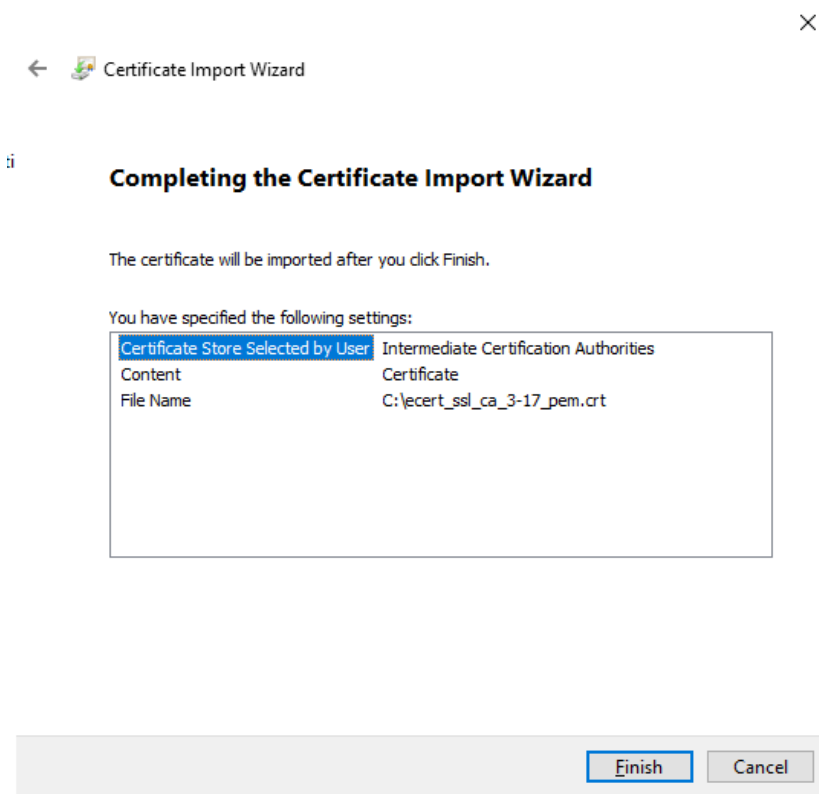 Certificate Import Wizard
ti
Completing the Certificate Import Wizard
The certificate will be imported after you click Finish.
You have specified the following settings:
Certificate Store Selected by User Intermediate Certification Authorities
Content Certificate
File Name C:\ecert_ssl_ca_3-17_pem.crt
Finish Cancel